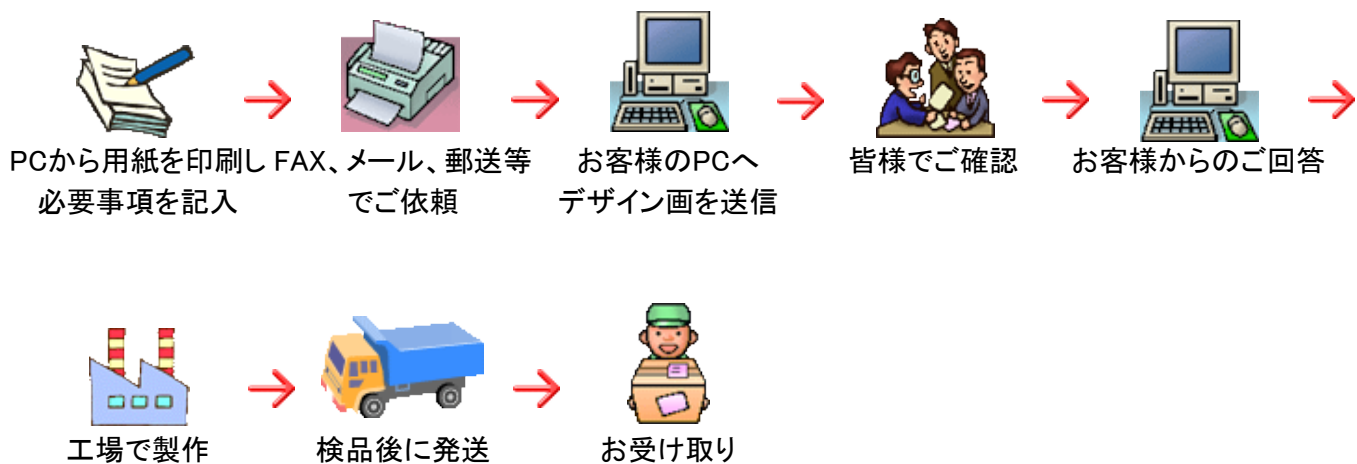 PCから用紙を印刷し
必要事項を記入
FAX、メール、郵送等
でご依頼
お客様のPCへ
デザイン画を送信
皆様でご確認
お客様からのご回答
工場で製作
検品後に発送
お受け取り